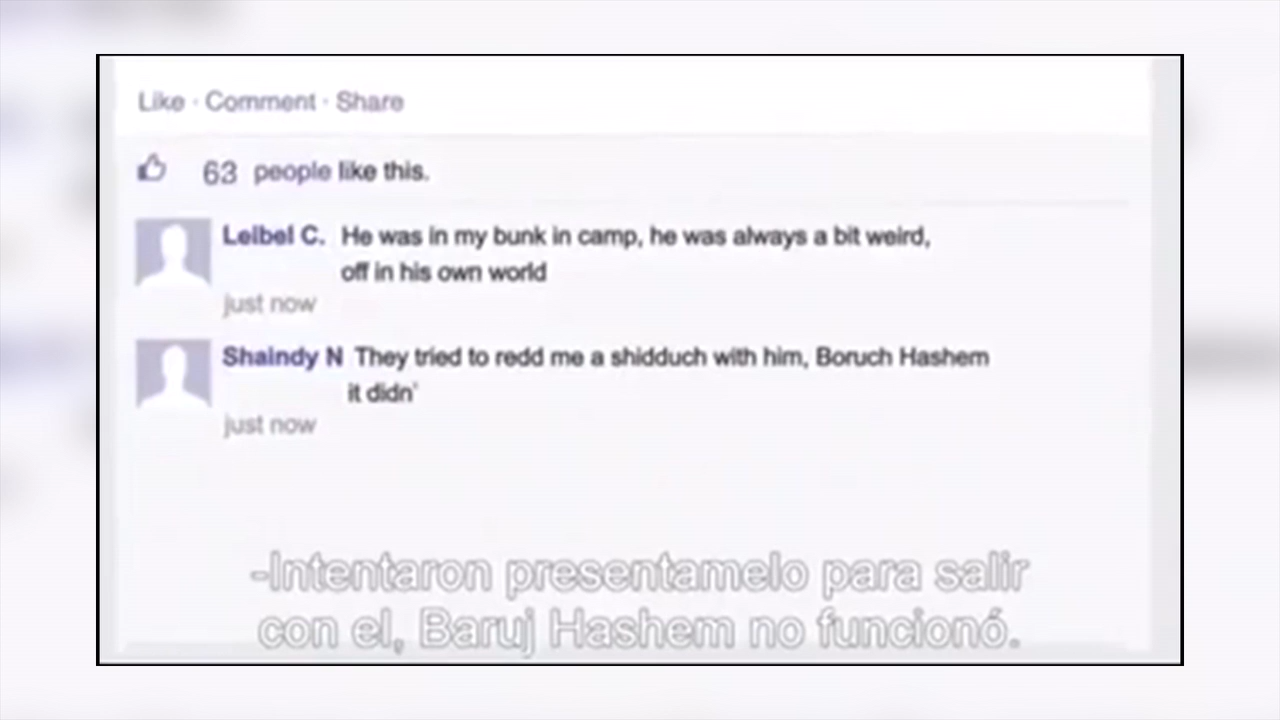 Like · Comment · Share
63 people like this.
Leibel C. He was in my bunk in camp, he was always a bit weird,
off in his own world
just now
Shaindy N They tried to redd me a shidduch with him, Boruch Hashem
it didn'
just now
-Intentaron presentamelo para salir
con el, Baruj Hashem no funcionó.